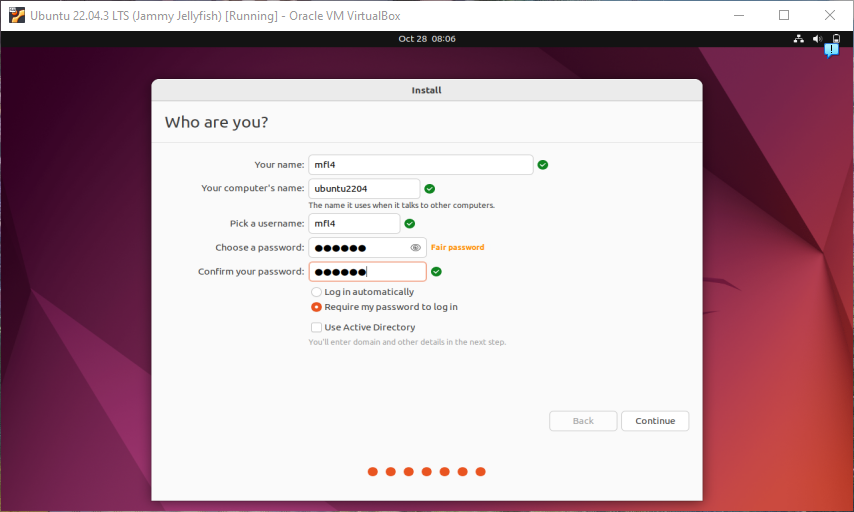 Ubuntu 22.04.3 LTS (Jammy Jellyfish) [Running] - Oracle VM VirtualBox
Oct 28 08:06
Install
Who are you?
Your name: mfl4
Your computer's name: ubuntu2204
The name it uses when it talks to other computers.
Pick a username: mfl4
Choose a password: ●●●●●● Fair password
Confirm your password: ●●●●●●
Log in automatically
Require my password to log in
Use Active Directory
You'll enter domain and other details in the next step.
Back Continue